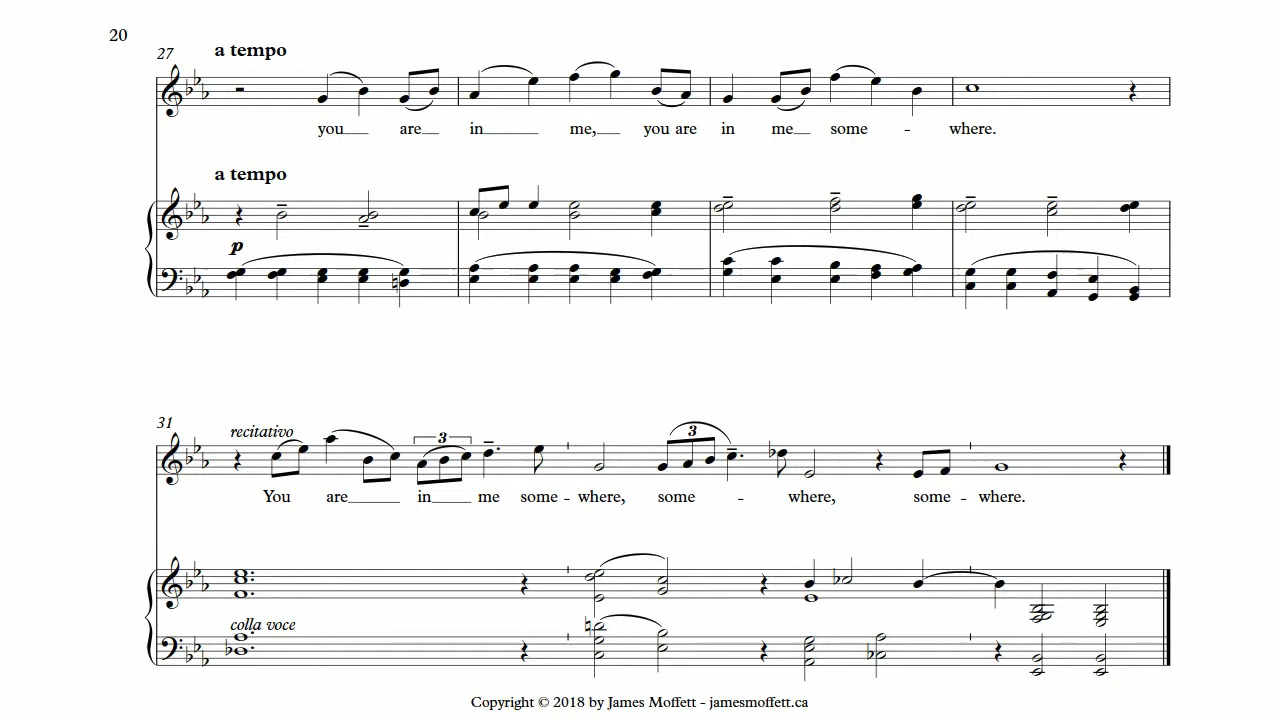 20
27
a tempo
you are in me, you are in me some - where.
a tempo
p
31
recitativo
3
3
You are in me some - where, some - where, some - where.
colla voce
Copyright © 2018 by James Moffett - jamesmoffett.ca